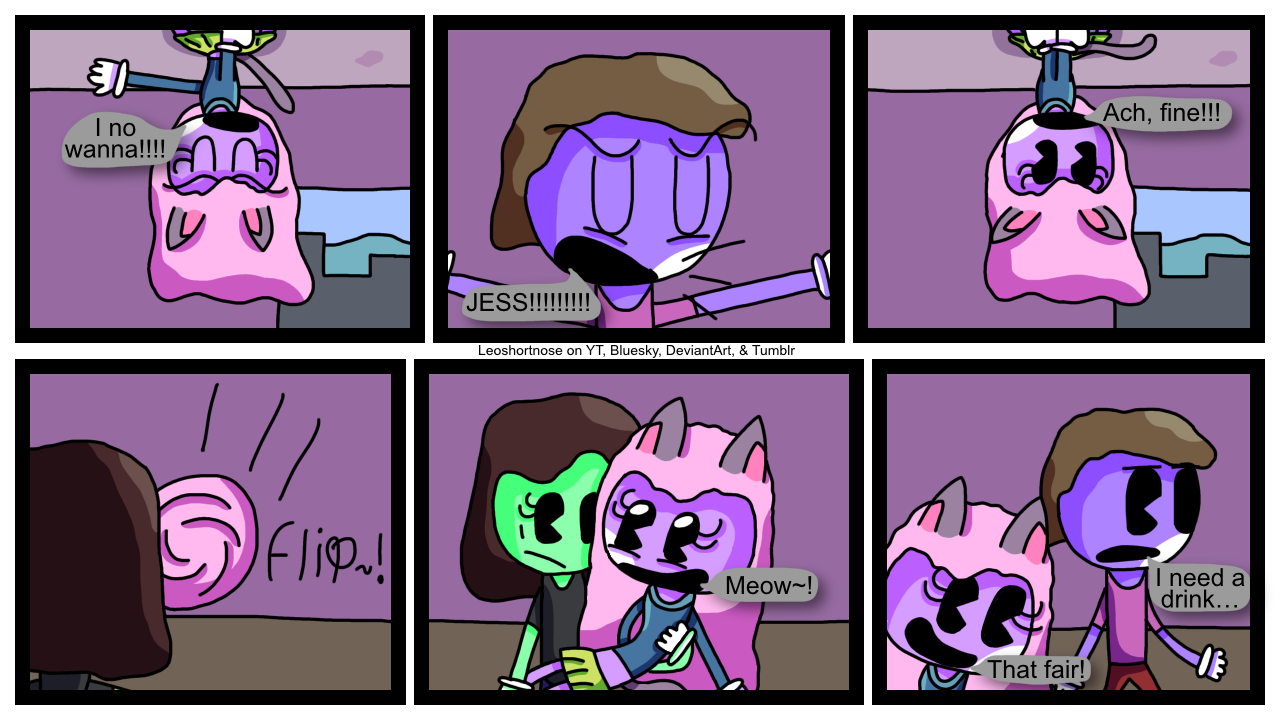 I no
wanna!!!!
JESS!!!!!!!!!
Ach, fine!!!
Leoshortnose on YT, Bluesky, DeviantArt, & Tumblr
Flip~!
Meow~!
I need a
drink...
That fair!